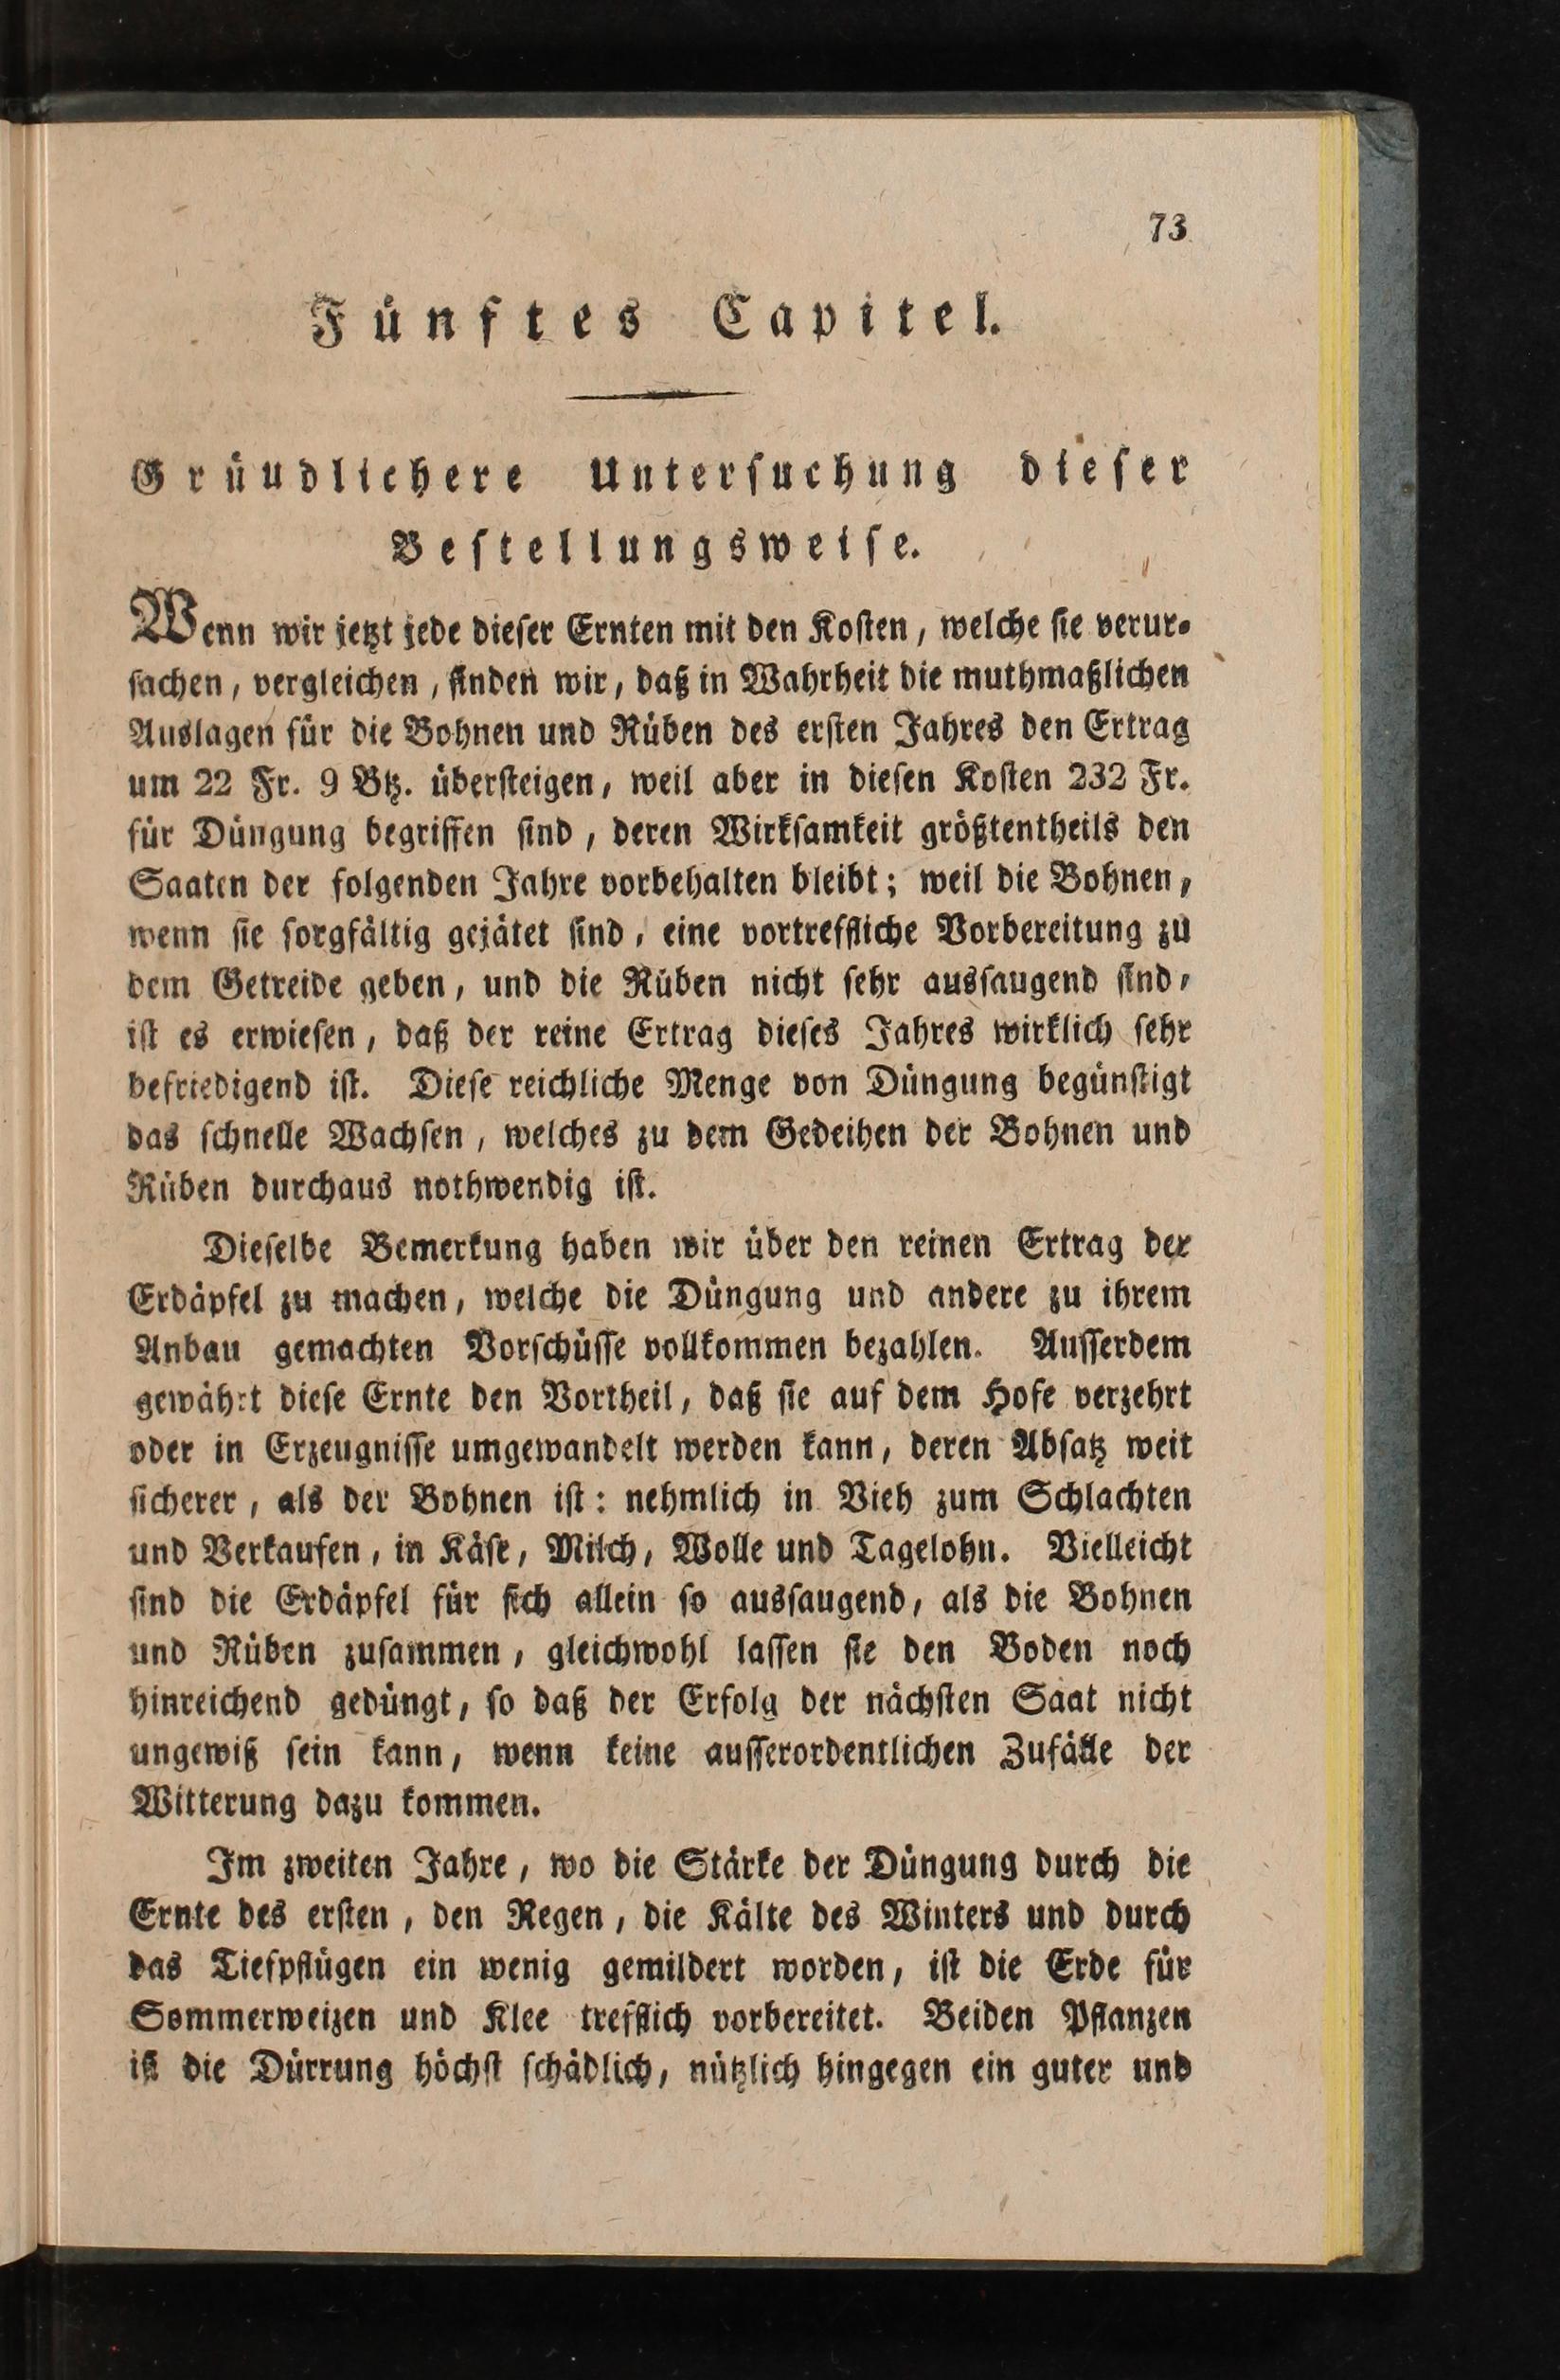 73
Fünftes Capitel.
Grüudlichere Unterſuchung dieſer
Beſtellungsweiſe.
Wenn wir jetzt jede dieſer Ernten mit den Koſten, welche ſie verur-
ſachen, vergleichen, finden wir, daß in Wahrheit die muthmaßlichen
Auslagen für die Bohnen und Rüben des erſten Jahres den Ertrag
um 22 Fr. 9 Btz. überſteigen, weil aber in dieſen Koſten 232 Fr.
für Düngung begriffen ſind, deren Wirkſamkeit größtentheils den
Saaten der folgenden Jahre vorbehalten bleibt; weil die Bohnen,
wenn ſie ſorgfältig gejätet ſind, eine vortreffliche Vorbereitung zu
dem Getreide geben, und die Rüben nicht ſehr ausſaugend ſind,
iſt es erwieſen, daß der reine Ertrag dieſes Jahres wirklich ſehr
befriedigend iſt. Dieſe reichliche Menge von Düngung begünſtigt
das ſchnelle Wachſen, welches zu dem Gedeihen der Bohnen und
Rüben durchaus nothwendig iſt.
Dieſelbe Bemerkung haben wir über den reinen Ertrag der
Erdäpfel zu machen, welche die Düngung und andere zu ihrem
Anbau gemachten Vorſchüſſe vollkommen bezahlen. Auſſerdem
gewährt dieſe Ernte den Vortheil, daß ſie auf dem Hofe verzehrt
oder in Erzeugniſſe umgewandelt werden kann, deren Abſatz weit
ſicherer, als der Bohnen iſt: nehmlich in Vieh zum Schlachten
und Verkaufen, in Käſe, Milch, Wolle und Tagelohn. Vielleicht
ſind die Erdäpfel für ſich allein ſo ausſaugend, als die Bohnen
und Rüben zuſammen, gleichwohl laſſen ſie den Boden noch
hinreichend gedüngt, ſo daß der Erfolg der nächſten Saat nicht
ungewiß ſein kann, wenn keine auſſerordentlichen Zufälle der
Witterung dazu kommen.
Im zweiten Jahre, wo die Stärke der Düngung durch die
Ernte des erſten, den Regen, die Kälte des Winters und durch
das Tiefpflügen ein wenig gemildert worden, iſt die Erde für
Sommerweizen und Klee trefflich vorbereitet. Beiden Pflanzen
iſt die Dürrung höchſt ſchädlich, nützlich hingegen ein guter und